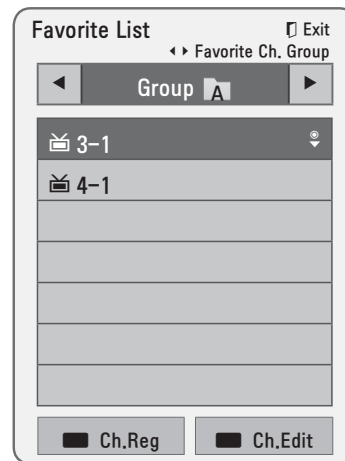 Favorite List
Exit
Favorite Ch. Group
Group A
3-1
4-1
Ch.Reg
Ch.Edit